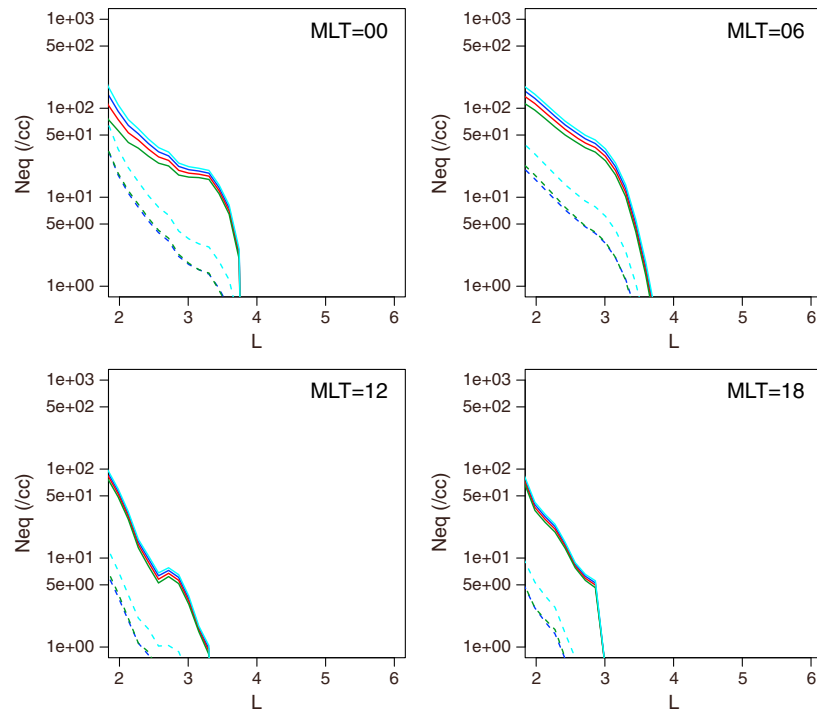 MLT=00
1e+03
5e+02
1e+02
5e+01
1e+01
5e+00
1e+00
Neq (/cc)
2 3 4 5 6
L
MLT=06
1e+03
5e+02
1e+02
5e+01
1e+01
5e+00
1e+00
Neq (/cc)
2 3 4 5 6
L
MLT=12
1e+03
5e+02
1e+02
5e+01
1e+01
5e+00
1e+00
Neq (/cc)
2 3 4 5 6
L
MLT=18
1e+03
5e+02
1e+02
5e+01
1e+01
5e+00
1e+00
Neq (/cc)
2 3 4 5 6
L